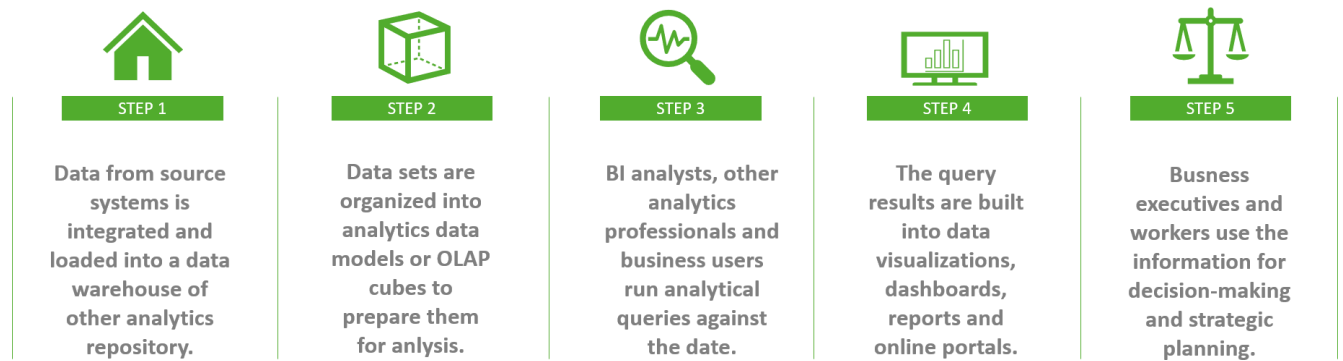 STEP 1
Data from source
systems is
integrated and
loaded into a data
warehouse of
other analytics
repository.
STEP 2
Data sets are
organized into
analytics data
models or OLAP
cubes to
prepare them
for anlysis.
STEP 3
BI analysts, other
analytics
professionals and
business users
run analytical
queries against
the date.
STEP 4
The query
results are built
into data
visualizations,
dashboards,
reports and
online portals.
STEP 5
Busness
executives and
workers use the
information for
decision-making
and strategic
planning.